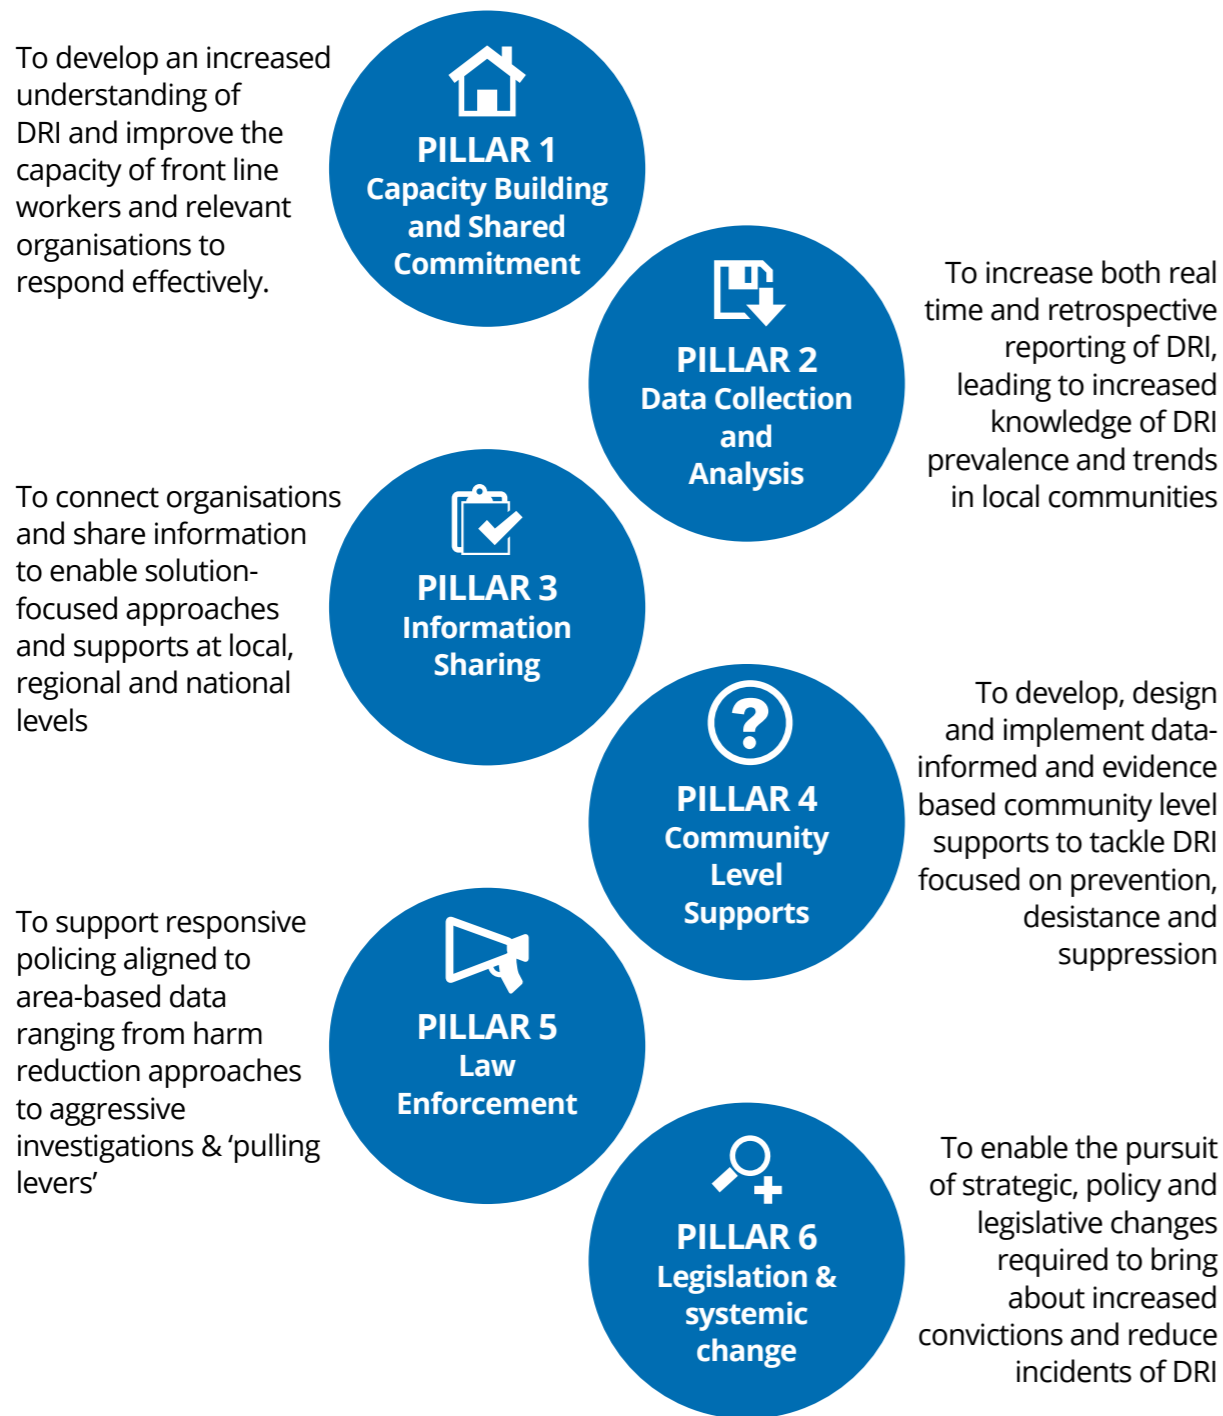 To develop an increased
understanding of
DRI and improve the
capacity of front line
workers and relevant
organisations to
respond effectively.
PILLAR 1
Capacity Building
and Shared
Commitment
PILLAR 2
Data Collection
and
Analysis
To increase both real
time and retrospective
reporting of DRI,
leading to increased
knowledge of DRI
prevalence and trends
in local communities
To connect organisations
and share information
to enable solution-
focused approaches
and supports at local,
regional and national
levels
PILLAR 3
Information
Sharing
PILLAR 4
Community
Level
Supports
To develop, design
and implement data-
informed and evidence
based community level
supports to tackle DRI
focused on prevention,
desistance and
suppression
To support responsive
policing aligned to
area-based data
ranging from harm
reduction approaches
to aggressive
investigations & ‘pulling
levers’
PILLAR 5
Law
Enforcement
PILLAR 6
Legislation &
systemic
change
To enable the pursuit
of strategic, policy and
legislative changes
required to bring
about increased
convictions and reduce
incidents of DRI